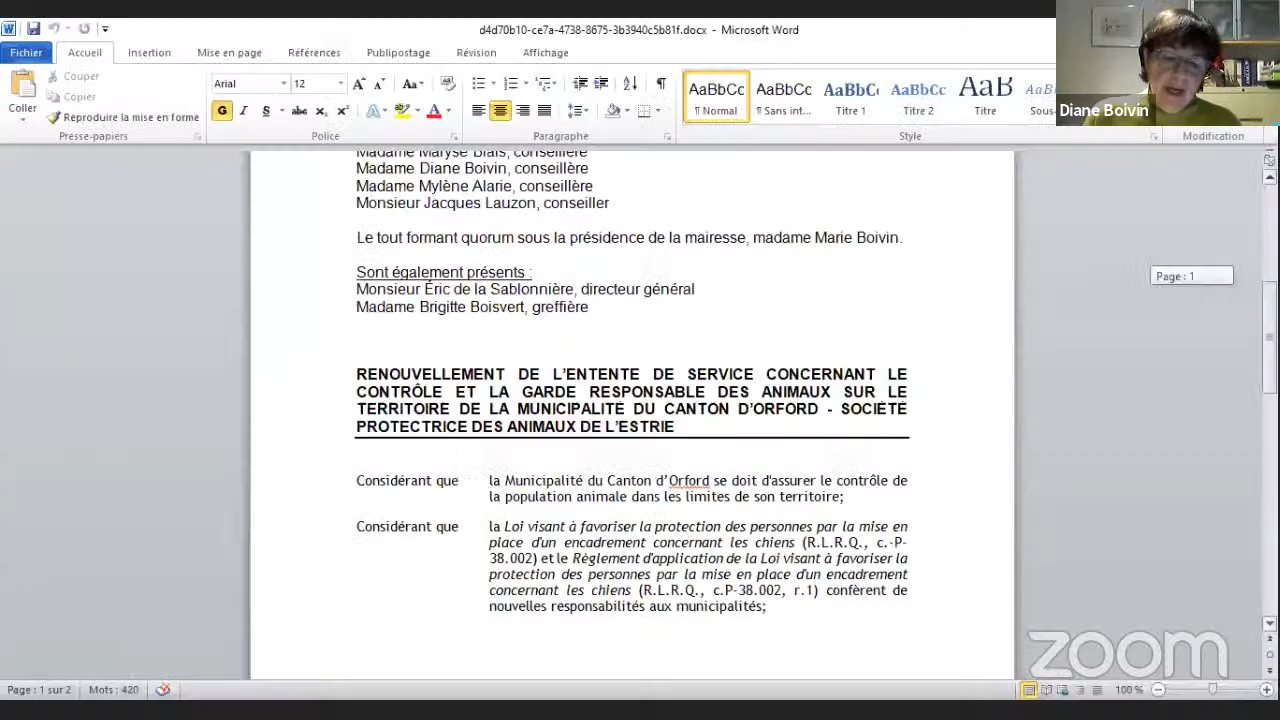 d4d70b10-ce7a-4738-8675-3b3940c5b81f.docx - Microsoft Word
Fichier Accueil Insertion Mise en page Références Publipostage Révision Affichage
Coller
Couper
Copier
Reproduire la mise en forme
Presse-papiers
Arial 12
G I S abc x₂ x²
Police
Paragraphe
AaBbCc AaBbCc AaBbC AaBbCc AaB AaBbCc
¶ Normal ¶ Sans int... Titre 1 Titre 2 Titre Sous-
Style
Modification
Diane Boivin
Madame Maryse Blais, conseillère
Madame Diane Boivin, conseillère
Madame Mylène Alarie, conseillère
Monsieur Jacques Lauzon, conseiller
Le tout formant quorum sous la présidence de la mairesse, madame Marie Boivin.
Sont également présents :
Monsieur Éric de la Sablonnière, directeur général
Madame Brigitte Boisvert, greffière
Page : 1
RENOUVELLEMENT DE L'ENTENTE DE SERVICE CONCERNANT LE
CONTRÔLE ET LA GARDE RESPONSABLE DES ANIMAUX SUR LE
TERRITOIRE DE LA MUNICIPALITÉ DU CANTON D'ORFORD - SOCIÉTÉ
PROTECTRICE DES ANIMAUX DE L'ESTRIE
Considérant que la Municipalité du Canton d'Orford se doit d'assurer le contrôle de
la population animale dans les limites de son territoire;
Considérant que la Loi visant à favoriser la protection des personnes par la mise en
place d'un encadrement concernant les chiens (R.L.R.Q., c.-P-
38.002) et le Règlement d'application de la Loi visant à favoriser la
protection des personnes par la mise en place d'un encadrement
concernant les chiens (R.L.R.Q., c.P-38.002, r.1) confèrent de
nouvelles responsabilités aux municipalités;
zoom
Page : 1 sur 2 Mots : 420 100 %